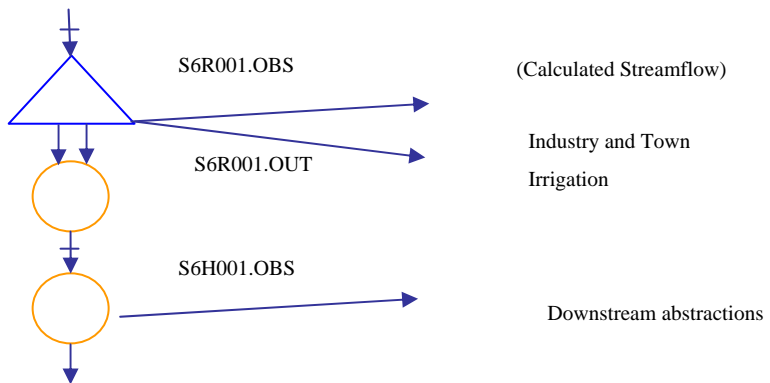 S6R001.OBS
(Calculated Streamflow)
Industry and Town
S6R001.OUT
Irrigation
S6H001.OBS
Downstream abstractions